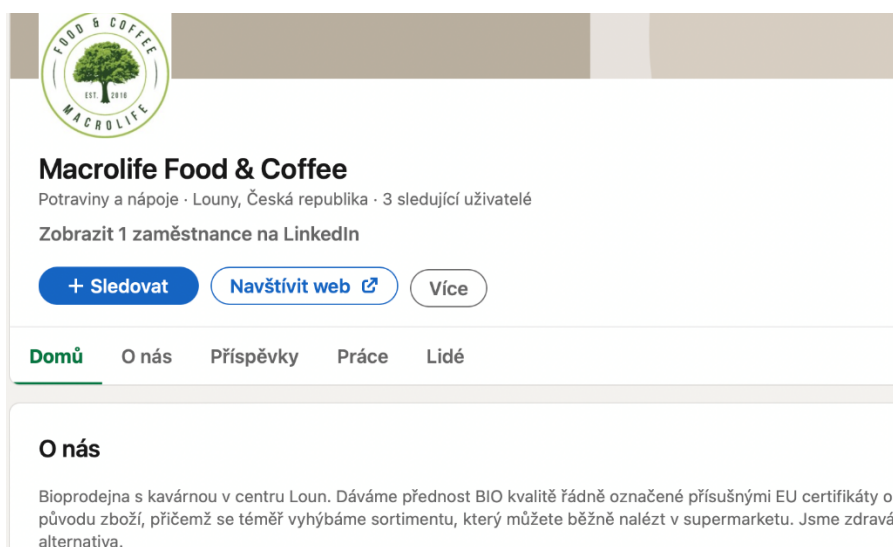 FOOD & COFFEE
EST. 2016
MACROLIFE
Macrolife Food & Coffee
Potraviny a nápoje · Louny, Česká republika · 3 sledující uživatelé
Zobrazit 1 zaměstnance na LinkedIn
+ Sledovat
Navštívit web
Více
Domů
O nás
Příspěvky
Práce
Lidé
O nás
Bioprodejna s kavárnou v centru Loun. Dáváme přednost BIO kvalitě řádně označené přísušnými EU certifikáty o
původu zboží, přičemž se téměř vyhýbáme sortimentu, který můžete běžně nalézt v supermarketu. Jsme zdravá
alternativa.